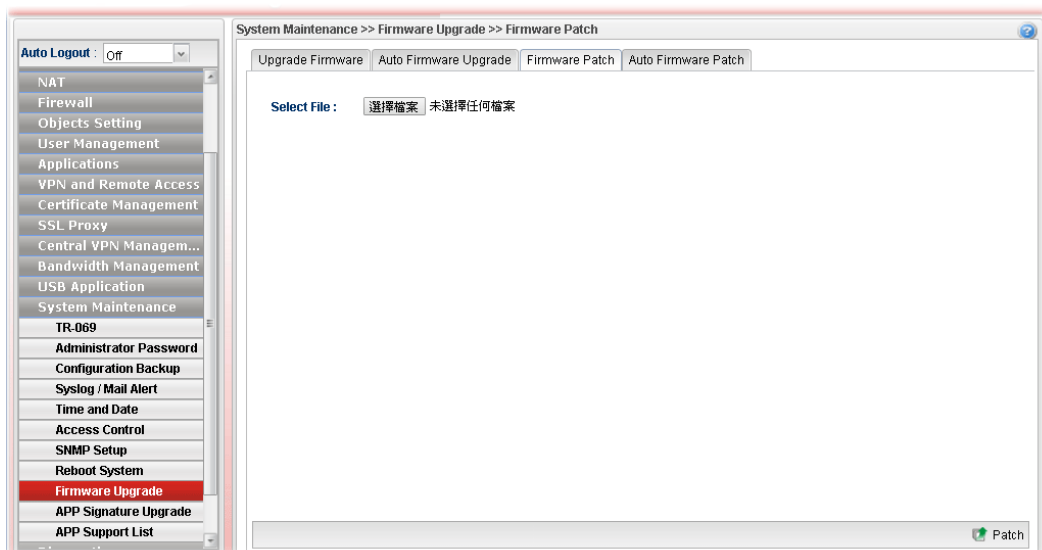 System Maintenance >> Firmware Upgrade >> Firmware Patch
Auto Logout : Off
NAT
Firewall
Objects Setting
User Management
Applications
VPN and Remote Access
Certificate Management
SSL Proxy
Central VPN Managem...
Bandwidth Management
USB Application
System Maintenance
TR-069
Administrator Password
Configuration Backup
Syslog / Mail Alert
Time and Date
Access Control
SNMP Setup
Reboot System
Firmware Upgrade
APP Signature Upgrade
APP Support List
Upgrade Firmware Auto Firmware Upgrade Firmware Patch Auto Firmware Patch
Select File : 選擇檔案 未選擇任何檔案
Patch